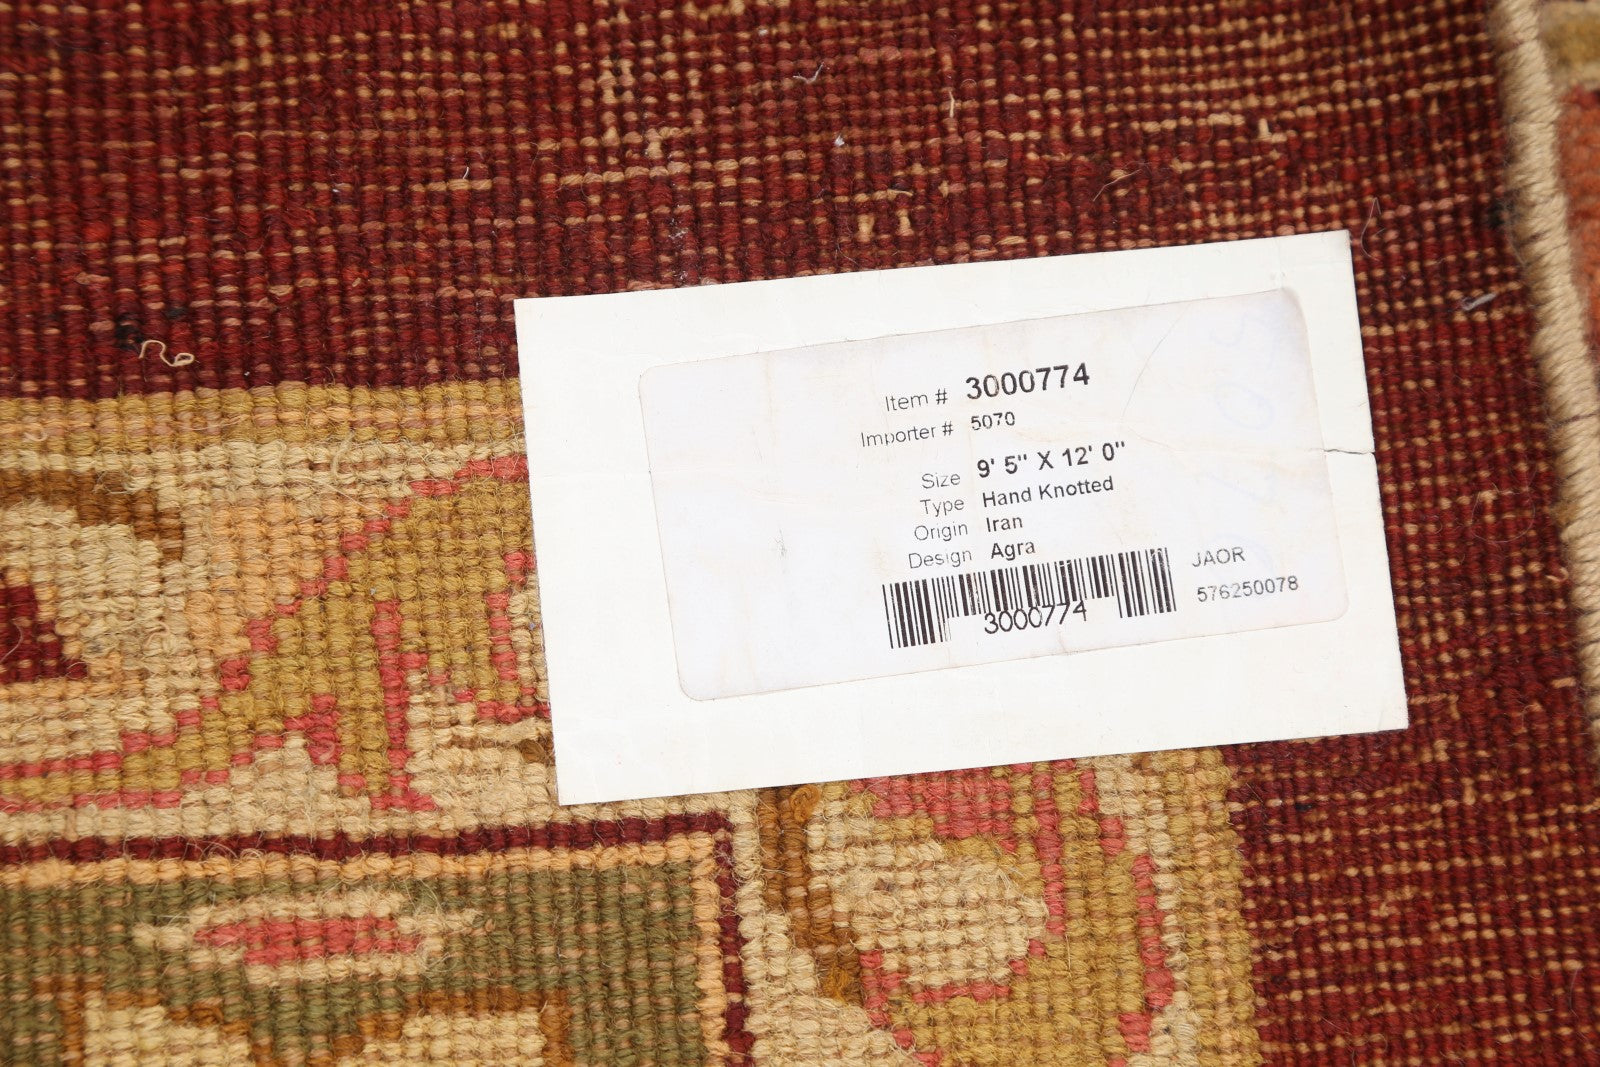 Item # 3000774
Importer # 5070
Size 9' 5" X 12' 0"
Type Hand Knotted
Origin Iran
Design Agra
JAOR
3000774
576250078